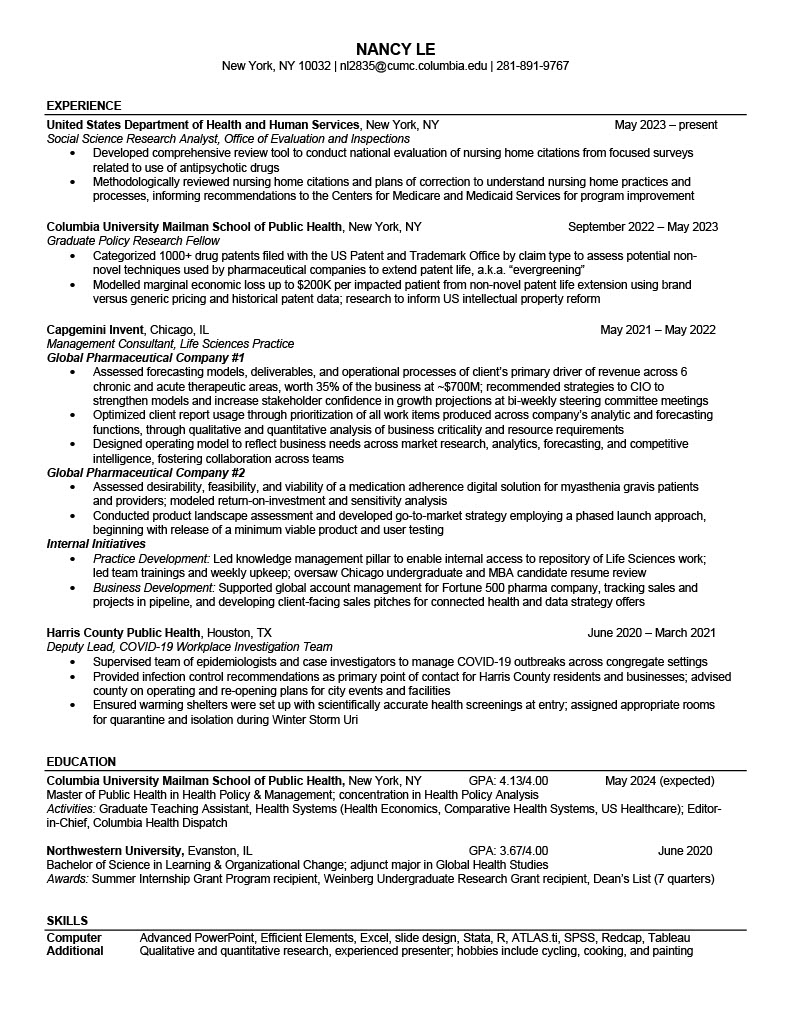 NANCY LE
New York, NY 10032 | nl2835@cumc.columbia.edu | 281-891-9767
EXPERIENCE
United States Department of Health and Human Services, New York, NY May 2023 – present
Social Science Research Analyst, Office of Evaluation and Inspections
• Developed comprehensive review tool to conduct national evaluation of nursing home citations from focused surveys
related to use of antipsychotic drugs
• Methodologically reviewed nursing home citations and plans of correction to understand nursing home practices and
processes, informing recommendations to the Centers for Medicare and Medicaid Services for program improvement
Columbia University Mailman School of Public Health, New York, NY September 2022 – May 2023
Graduate Policy Research Fellow
• Categorized 1000+ drug patents filed with the US Patent and Trademark Office by claim type to assess potential non-
novel techniques used by pharmaceutical companies to extend patent life, a.k.a. “evergreening”
• Modelled marginal economic loss up to $200K per impacted patient from non-novel patent life extension using brand
versus generic pricing and historical patent data; research to inform US intellectual property reform
Capgemini Invent, Chicago, IL May 2021 – May 2022
Management Consultant, Life Sciences Practice
Global Pharmaceutical Company #1
• Assessed forecasting models, deliverables, and operational processes of client’s primary driver of revenue across 6
chronic and acute therapeutic areas, worth 35% of the business at ~$700M; recommended strategies to CIO to
strengthen models and increase stakeholder confidence in growth projections at bi-weekly steering committee meetings
• Optimized client report usage through prioritization of all work items produced across company’s analytic and forecasting
functions, through qualitative and quantitative analysis of business criticality and resource requirements
• Designed operating model to reflect business needs across market research, analytics, forecasting, and competitive
intelligence, fostering collaboration across teams
Global Pharmaceutical Company #2
• Assessed desirability, feasibility, and viability of a medication adherence digital solution for myasthenia gravis patients
and providers; modeled return-on-investment and sensitivity analysis
• Conducted product landscape assessment and developed go-to-market strategy employing a phased launch approach,
beginning with release of a minimum viable product and user testing
Internal Initiatives
• Practice Development: Led knowledge management pillar to enable internal access to repository of Life Sciences work;
led team trainings and weekly upkeep; oversaw Chicago undergraduate and MBA candidate resume review
• Business Development: Supported global account management for Fortune 500 pharma company, tracking sales and
projects in pipeline, and developing client-facing sales pitches for connected health and data strategy offers
Harris County Public Health, Houston, TX June 2020 – March 2021
Deputy Lead, COVID-19 Workplace Investigation Team
• Supervised team of epidemiologists and case investigators to manage COVID-19 outbreaks across congregate settings
• Provided infection control recommendations as primary point of contact for Harris County residents and businesses; advised
county on operating and re-opening plans for city events and facilities
• Ensured warming shelters were set up with scientifically accurate health screenings at entry; assigned appropriate rooms
for quarantine and isolation during Winter Storm Uri
EDUCATION
Columbia University Mailman School of Public Health, New York, NY GPA: 4.13/4.00 May 2024 (expected)
Master of Public Health in Health Policy & Management; concentration in Health Policy Analysis
Activities: Graduate Teaching Assistant, Health Systems (Health Economics, Comparative Health Systems, US Healthcare); Editor-
in-Chief, Columbia Health Dispatch
Northwestern University, Evanston, IL GPA: 3.67/4.00 June 2020
Bachelor of Science in Learning & Organizational Change; adjunct major in Global Health Studies
Awards: Summer Internship Grant Program recipient, Weinberg Undergraduate Research Grant recipient, Dean’s List (7 quarters)
SKILLS
Computer Advanced PowerPoint, Efficient Elements, Excel, slide design, Stata, R, ATLAS.ti, SPSS, Redcap, Tableau
Additional Qualitative and quantitative research, experienced presenter; hobbies include cycling, cooking, and painting